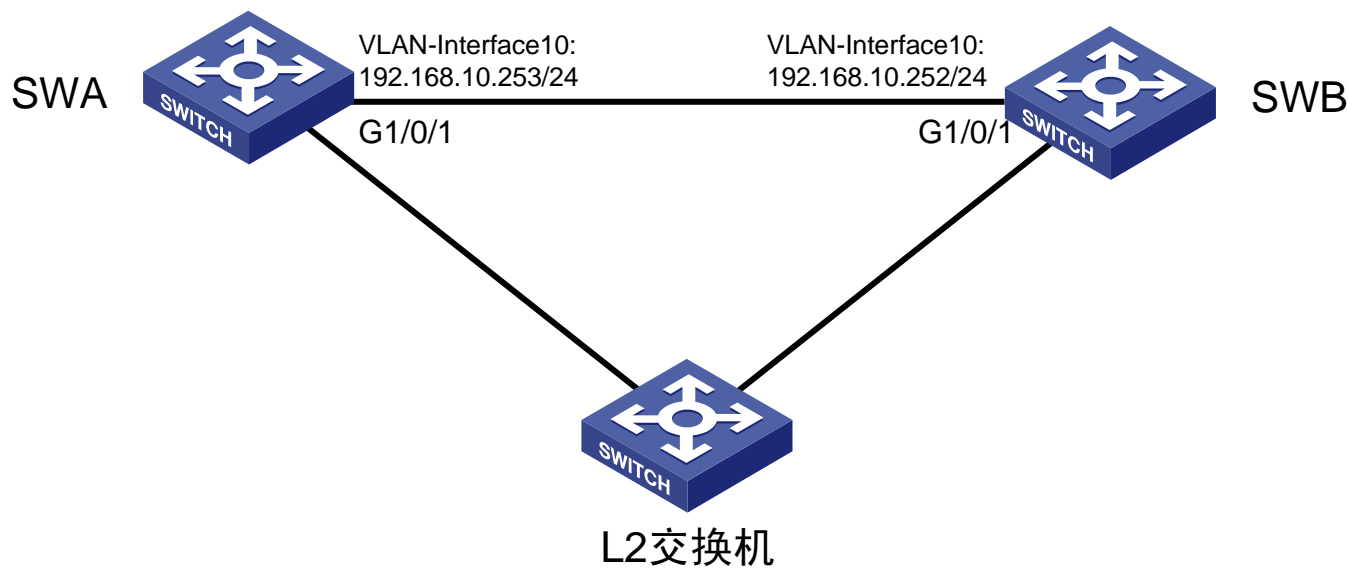 VLAN-Interface10:
192.168.10.253/24
VLAN-Interface10:
192.168.10.252/24
SWA
SWB
SWITCH
G1/0/1
G1/0/1
SWITCH
SWITCH
L2交换机